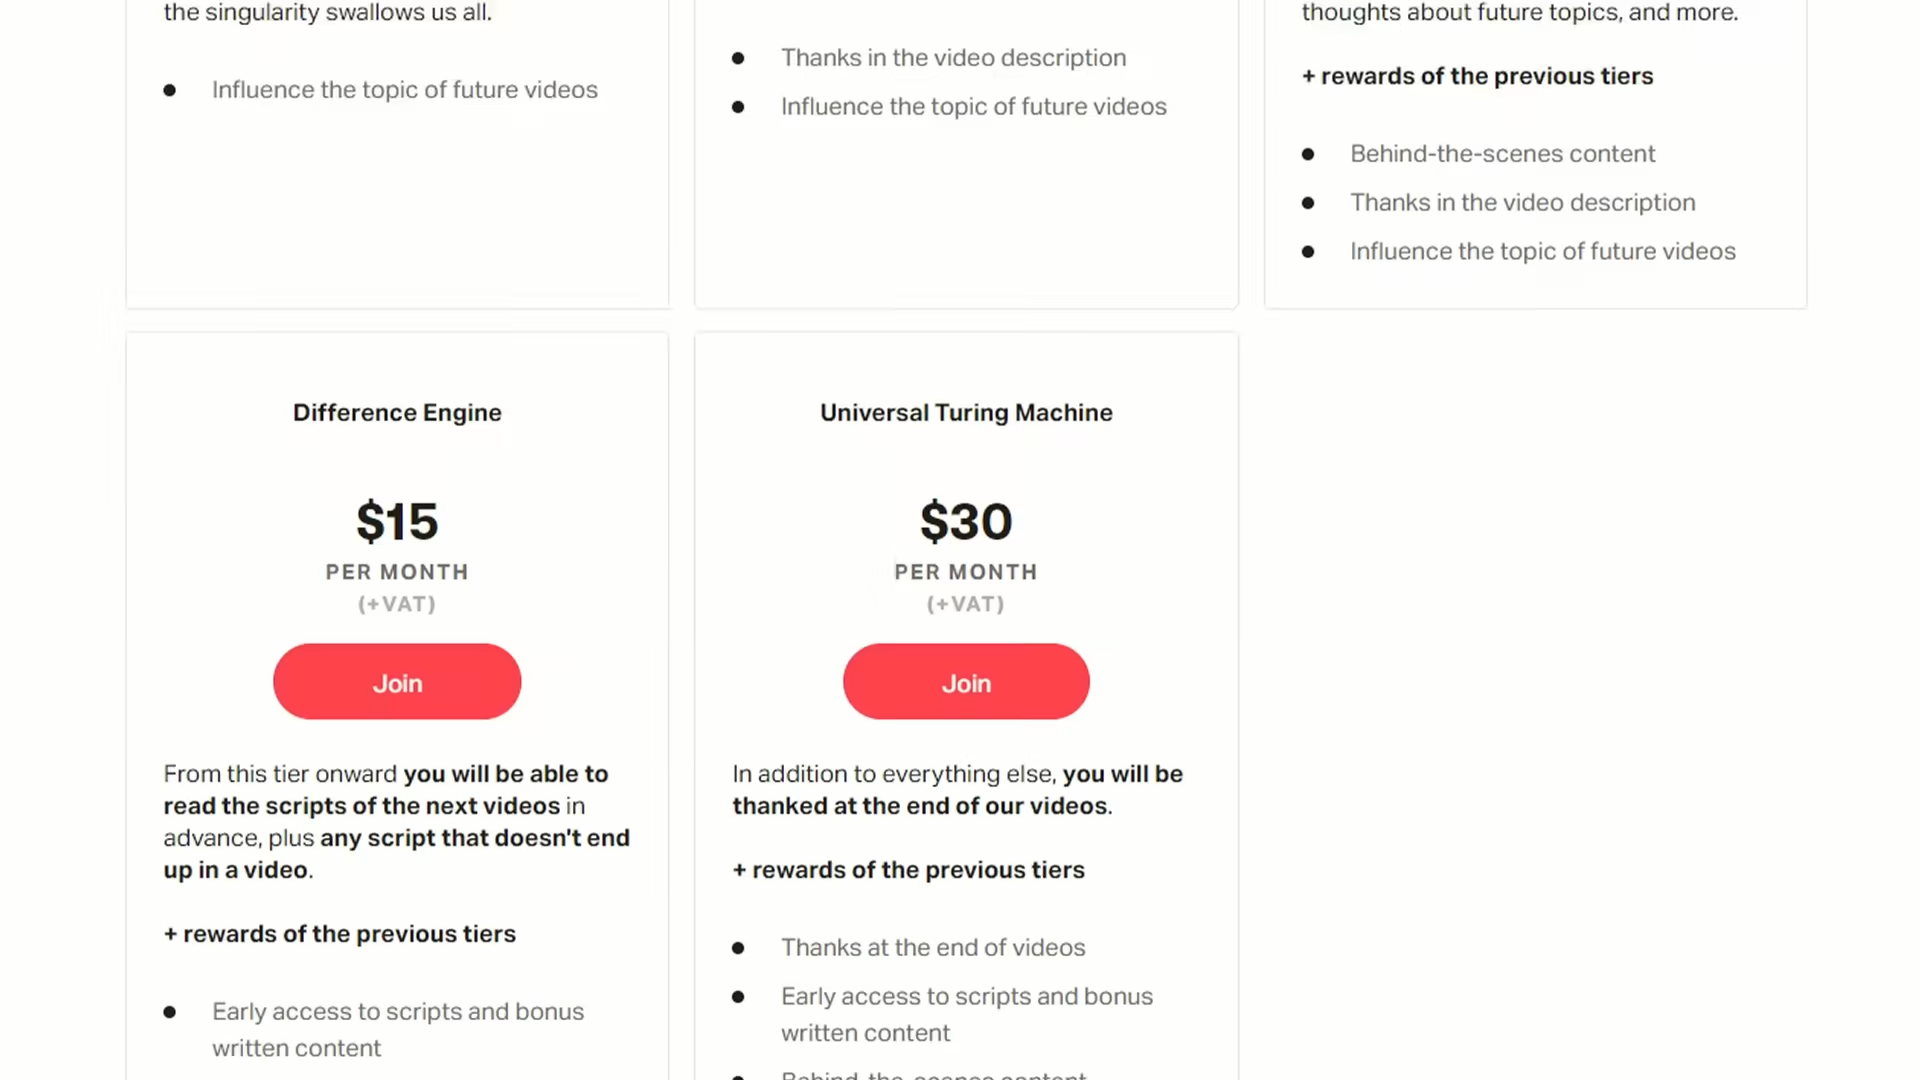 the singularity swallows us all.
Influence the topic of future videos
Thanks in the video description
Influence the topic of future videos
thoughts about future topics, and more.
+ rewards of the previous tiers
Behind-the-scenes content
Thanks in the video description
Influence the topic of future videos
Difference Engine
$15
PER MONTH
(+VAT)
Join
From this tier onward you will be able to
read the scripts of the next videos in
advance, plus any script that doesn't end
up in a video.
+ rewards of the previous tiers
Early access to scripts and bonus
written content
Universal Turing Machine
$30
PER MONTH
(+VAT)
Join
In addition to everything else, you will be
thanked at the end of our videos.
+ rewards of the previous tiers
Thanks at the end of videos
Early access to scripts and bonus
written content
Behind-the-scenes content